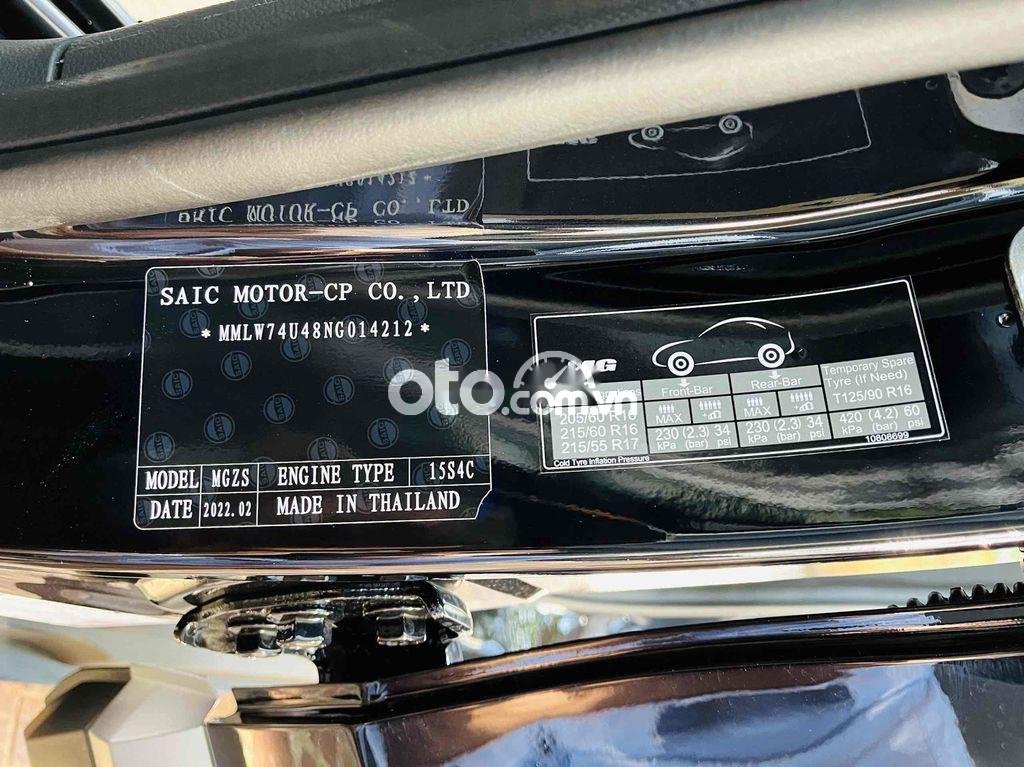 SAIC MOTOR-CP CO.,LTD
* MMLW74U48NG014212 *
MODEL MGZS ENGINE TYPE 15S4C
DATE 2022.02 MADE IN THAILAND
SAIC
oto.com.vn
Front-Bar Rear-Bar
Temporary Spare
Tyre (If Need)
T125/90 R16
MAX MAX
205/60 R16
215/60 R16
215/55 R17
230 (2.3) 34
kPa (bar) psi
230 (2.3) 34
kPa (bar) psi
420 (4.2) 60
kPa (bar) psi
10808699
Cold Tyre Inflation Pressure